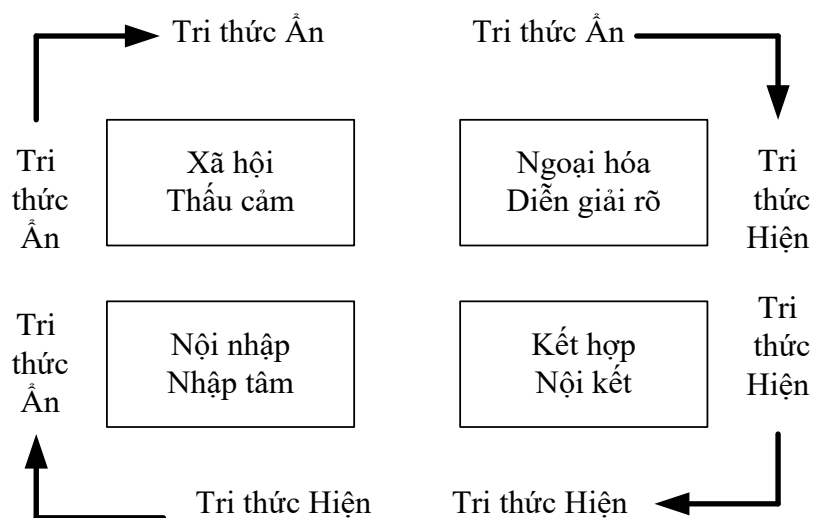 Tri thức Ẩn
Tri thức Ẩn
Tri
thức
Ẩn
Xã hội
Thấu cảm
Ngoại hóa
Diễn giải rõ
Tri
thức
Hiện
Tri
thức
Ẩn
Nội nhập
Nhập tâm
Kết hợp
Nội kết
Tri
thức
Hiện
Tri thức Hiện
Tri thức Hiện